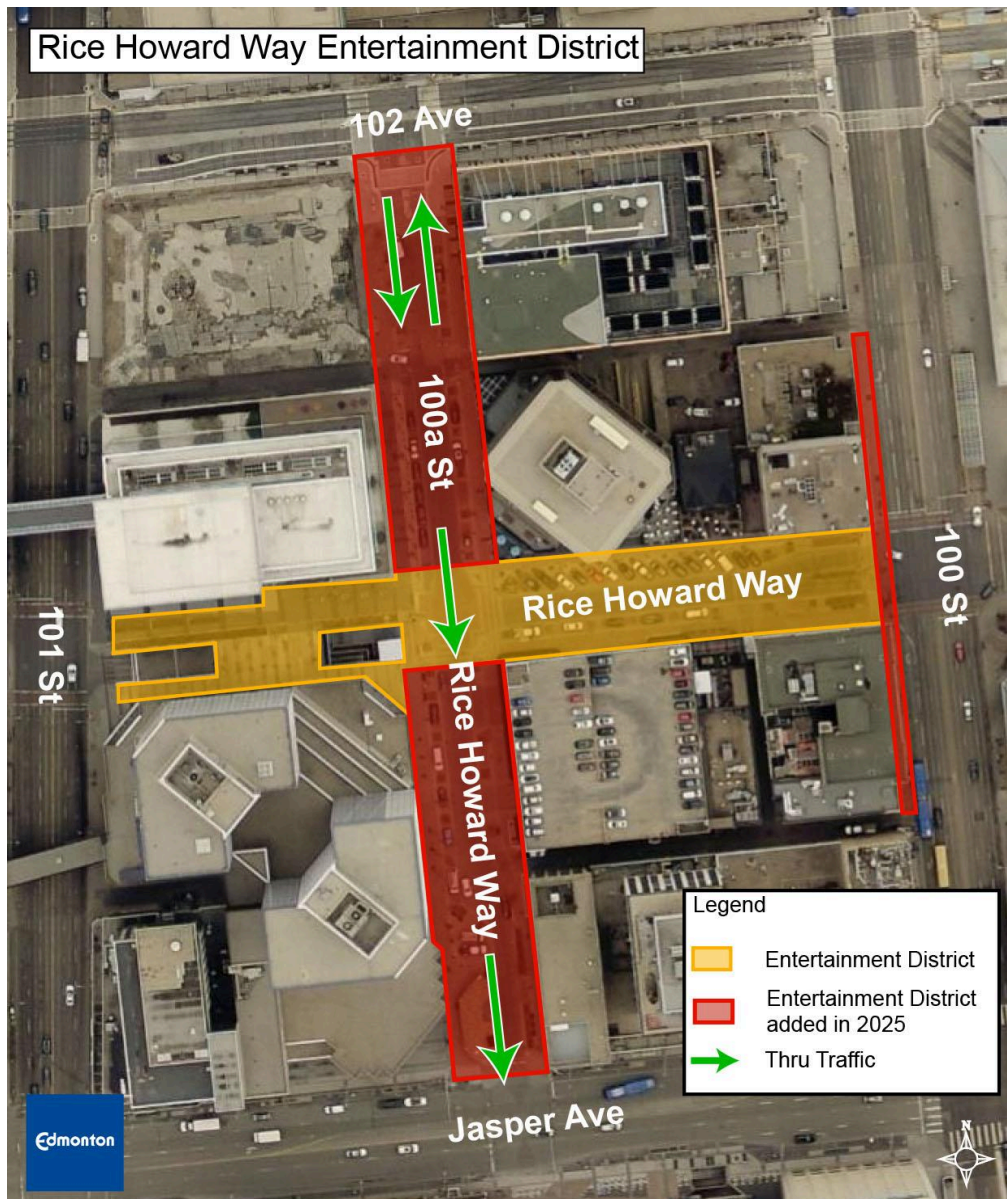 Rice Howard Way Entertainment District
102 Ave
100a St
Rice Howard Way
101 St
100 St
Rice Howard Way
Jasper Ave
Legend
Entertainment District
Entertainment District
added in 2025
Thru Traffic
Edmonton
N